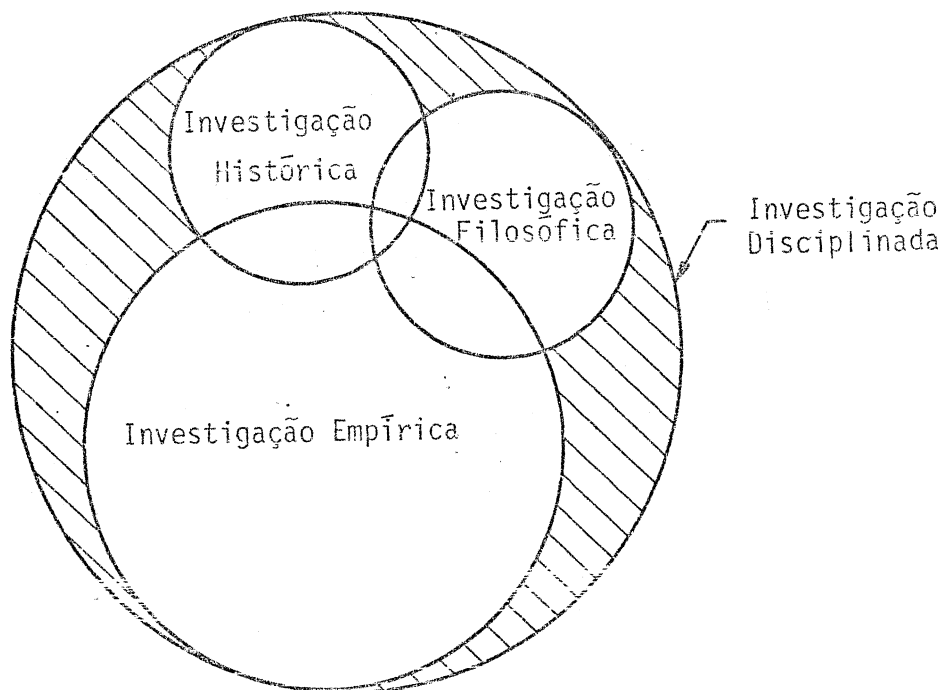 Investigação
Histórica
Investigação
Filosófica
Investigação
Disciplinada
Investigação Empírica